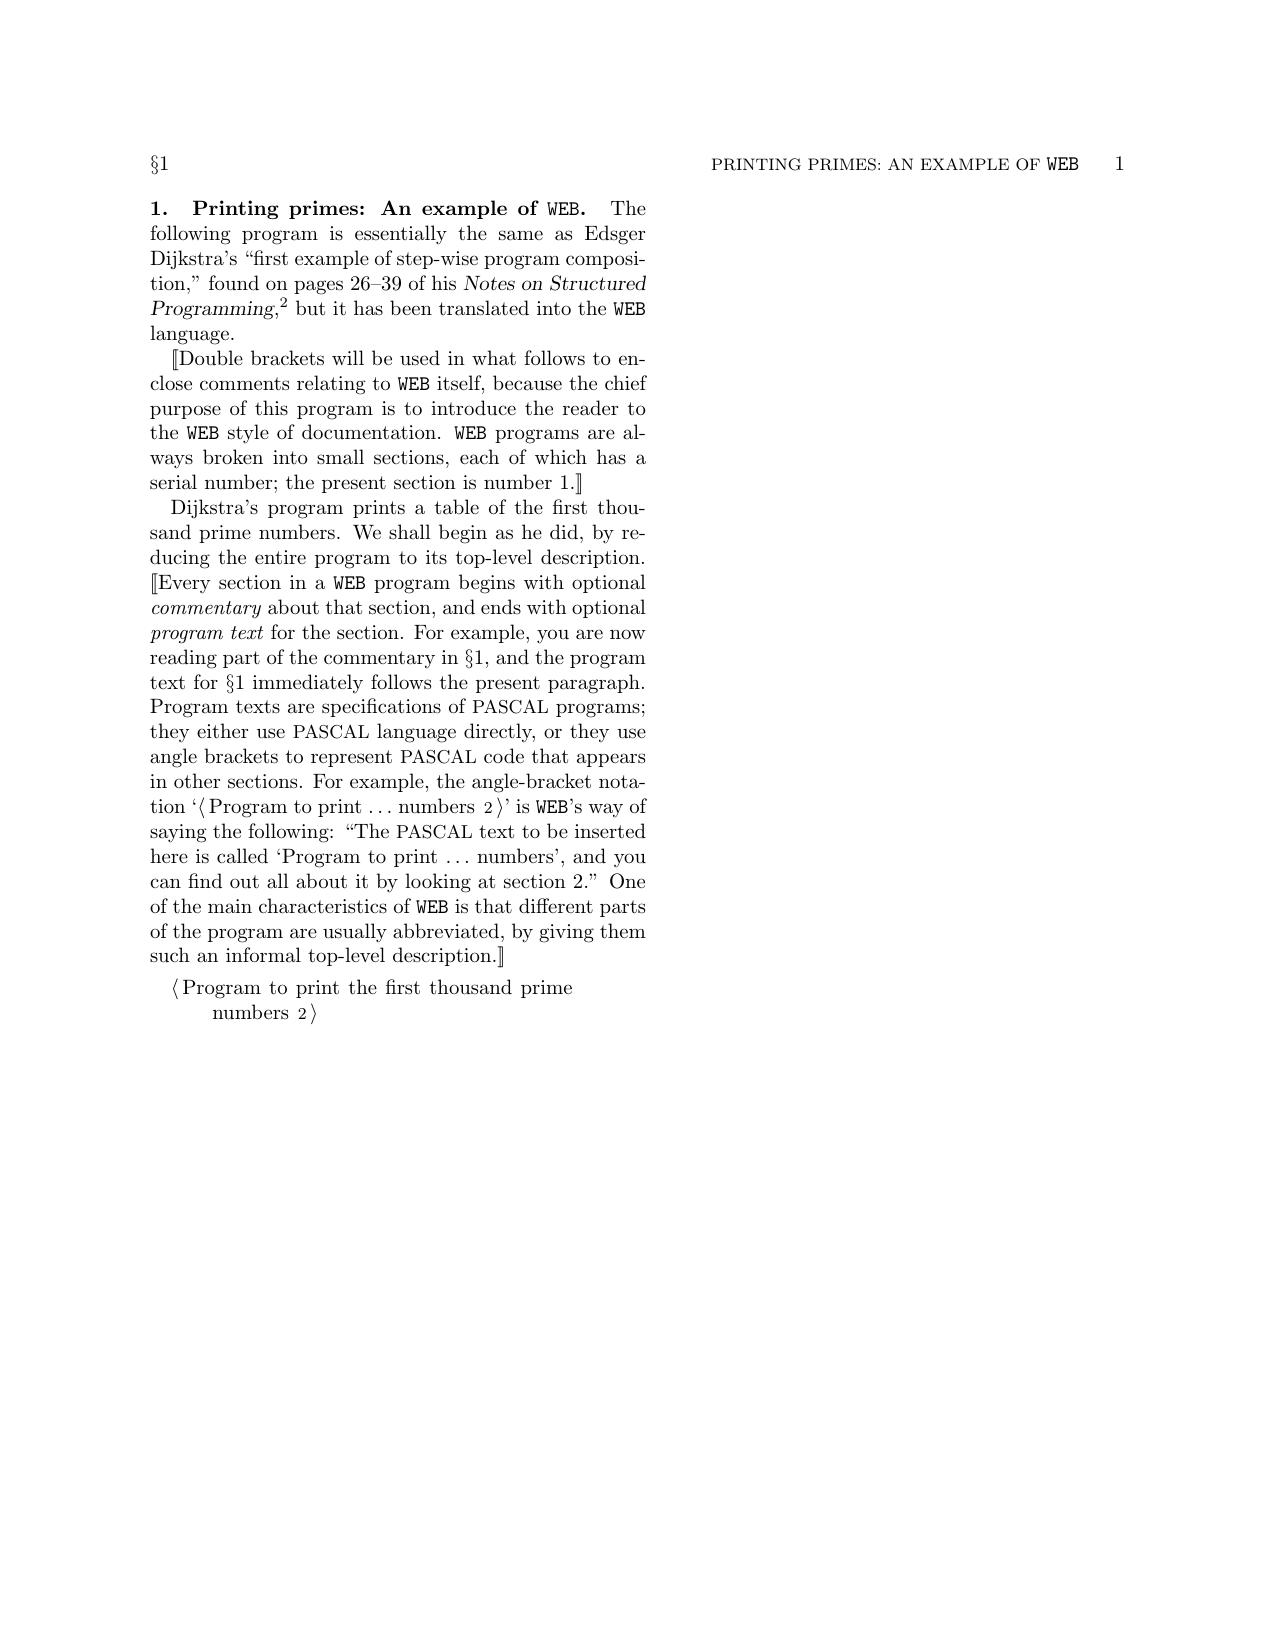 §1 PRINTING PRIMES: AN EXAMPLE OF WEB 1
1. Printing primes: An example of WEB. The
following program is essentially the same as Edsger
Dijkstra's “first example of step-wise program composi-
tion,” found on pages 26–39 of his Notes on Structured
Programming,² but it has been translated into the WEB
language.
⟦Double brackets will be used in what follows to en-
close comments relating to WEB itself, because the chief
purpose of this program is to introduce the reader to
the WEB style of documentation. WEB programs are al-
ways broken into small sections, each of which has a
serial number; the present section is number 1.⟧
Dijkstra's program prints a table of the first thou-
sand prime numbers. We shall begin as he did, by re-
ducing the entire program to its top-level description.
⟦Every section in a WEB program begins with optional
commentary about that section, and ends with optional
program text for the section. For example, you are now
reading part of the commentary in §1, and the program
text for §1 immediately follows the present paragraph.
Program texts are specifications of PASCAL programs;
they either use PASCAL language directly, or they use
angle brackets to represent PASCAL code that appears
in other sections. For example, the angle-bracket nota-
tion ‘⟨Program to print ... numbers 2⟩’ is WEB's way of
saying the following: “The PASCAL text to be inserted
here is called ‘Program to print ... numbers’, and you
can find out all about it by looking at section 2.” One
of the main characteristics of WEB is that different parts
of the program are usually abbreviated, by giving them
such an informal top-level description.⟧
⟨Program to print the first thousand prime
numbers 2⟩